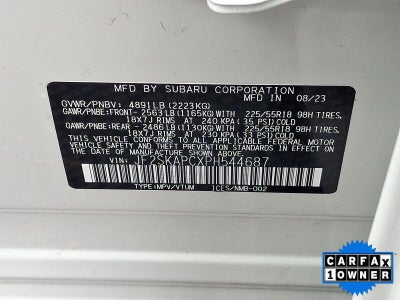 MFD BY SUBARU CORPORATION 08/23
GVWR/PNBV: 4891LB (2223KG)
GAWR/PNBE: FRONT- 2563LB (1165KG) WITH/AVEC 225/55R18 98H TIRES,
18X7J RIMS AT 240 KPA (35 PSI) COLD
GAWR/PNBE: REAR - 2486LB (1130KG) WITH/AVEC 225/55R18 98H TIRES,
18X7J RIMS AT 230 KPA (33 PSI) COLD
THIS VEHICLE CONFORMS TO ALL APPLICABLE FEDERAL MOTOR
VEHICLE SAFETY, BUMPER, AND THEFT PREVENTION STANDARDS
IN EFFECT ON THE DATE OF MANUFACTURE SHOWN ABOVE.
VIN: JF2SKAPCXPH544687
TYPE:MPV/VTUM ICES/NMB-002
CARFAX
1 OWNER